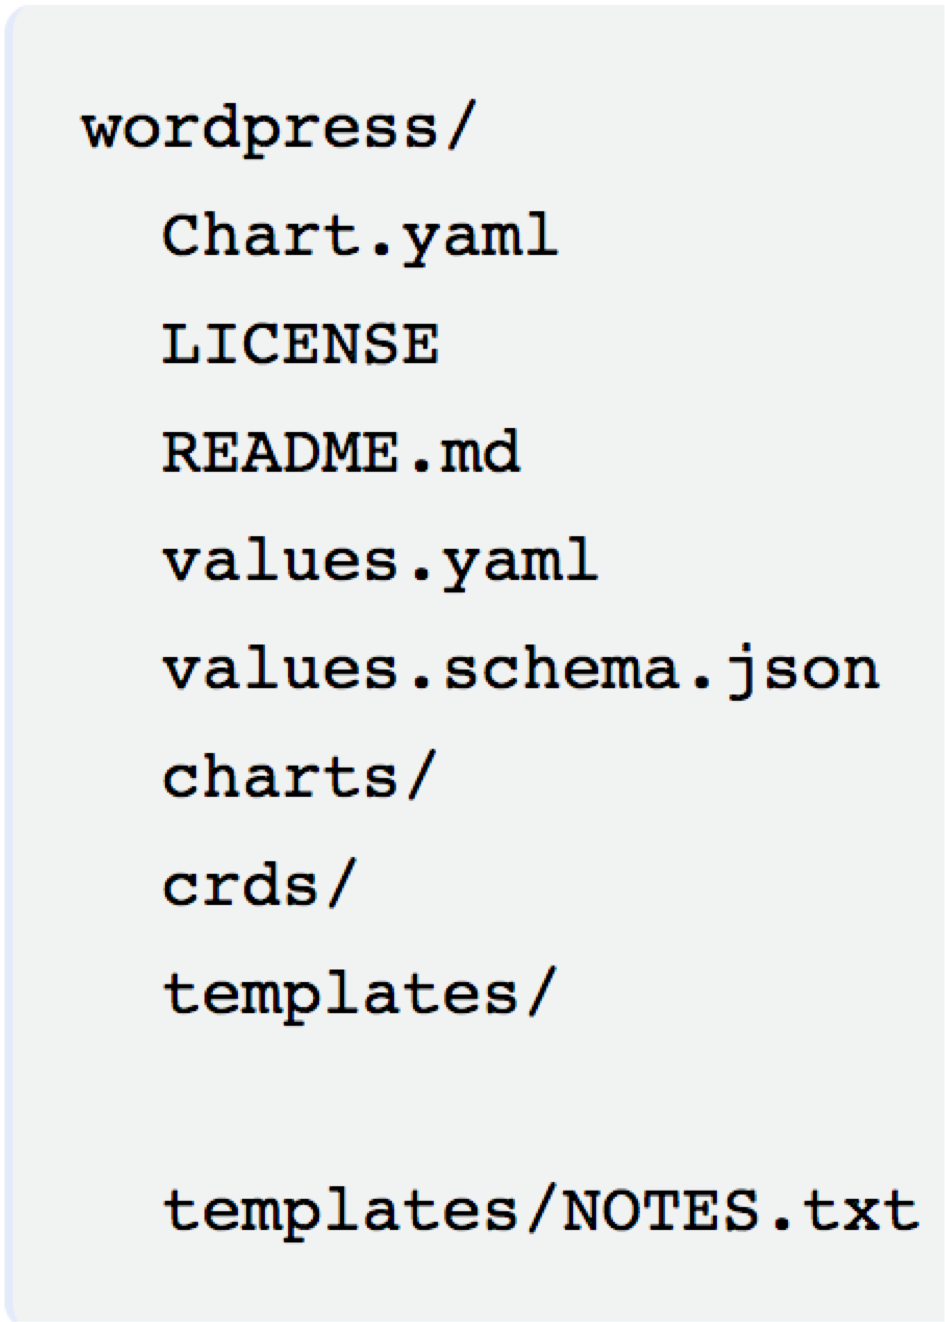 wordpress/
Chart.yaml
LICENSE
README.md
values.yaml
values.schema.json
charts/
crds/
templates/
templates/NOTES.txt